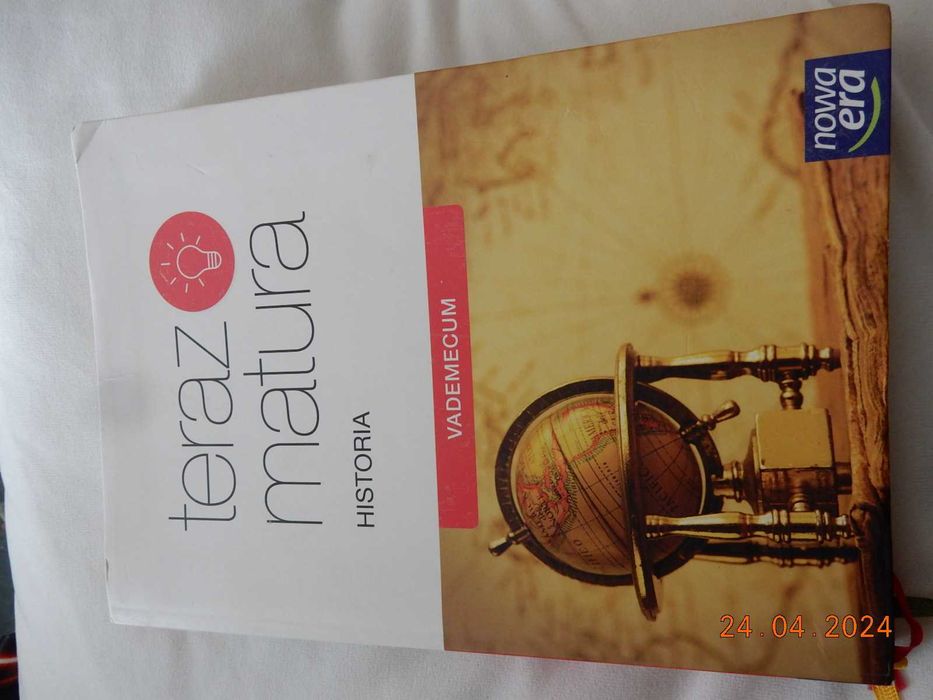 teraz
matura
HISTORIA
VADEMECUM
nowa
era
24.04.2024